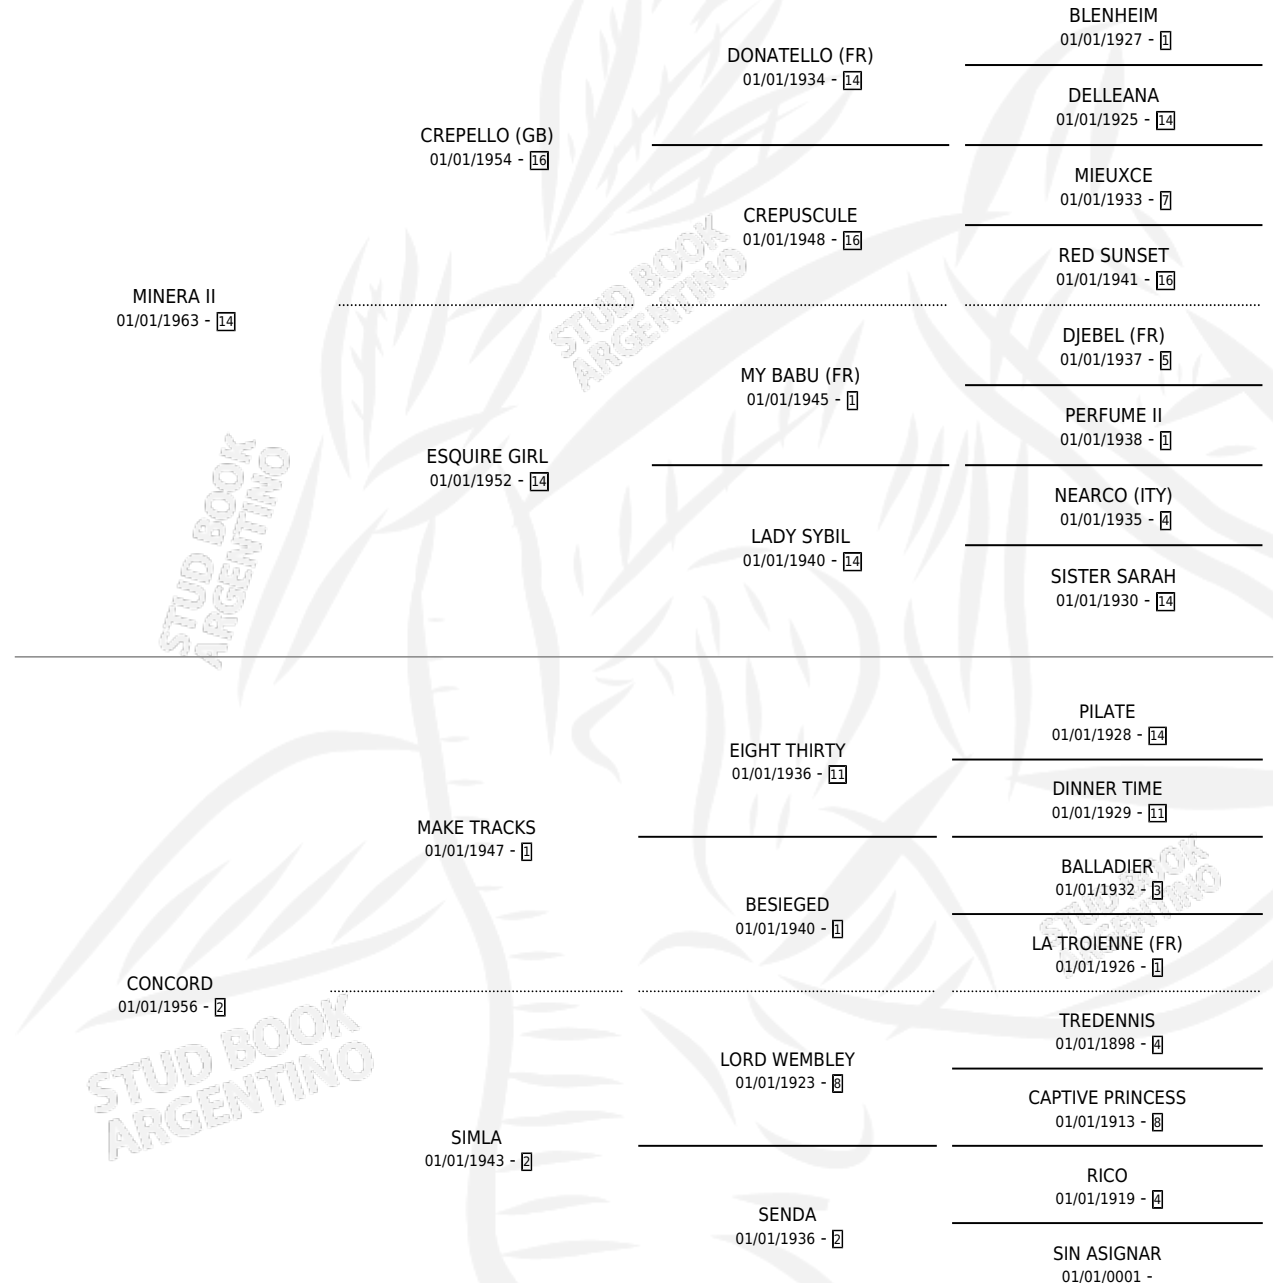 BLENHEIM
01/01/1927 - 1
DONATELLO (FR)
01/01/1934 - 14
DELLEANA
01/01/1925 - 14
CREPELLO (GB)
01/01/1954 - 16
MIEUXCE
01/01/1933 - 7
CREPUSCULE
01/01/1948 - 16
RED SUNSET
01/01/1941 - 16
MINERA II
01/01/1963 - 14
STUD BOOK
ARGENTINO
DJEBEL (FR)
01/01/1937 - 5
MY BABU (FR)
01/01/1945 - 1
PERFUME II
01/01/1938 - 1
ESQUIRE GIRL
01/01/1952 - 14
NEARCO (ITY)
01/01/1935 - 4
LADY SYBIL
01/01/1940 - 14
SISTER SARAH
01/01/1930 - 14
STUD BOOK
ARGENTINO
PILATE
01/01/1928 - 14
EIGHT THIRTY
01/01/1936 - 11
DINNER TIME
01/01/1929 - 11
MAKE TRACKS
01/01/1947 - 1
BALLADIER
01/01/1932 - 3
BESIEGED
01/01/1940 - 1
STUD BOOK
ARGENTINO
LA TROIENNE (FR)
01/01/1926 - 1
CONCORD
01/01/1956 - 2
TREDENNIS
01/01/1898 - 4
LORD WEMBLEY
01/01/1923 - 8
CAPTIVE PRINCESS
01/01/1913 - 8
STUD BOOK
ARGENTINO
SIMLA
01/01/1943 - 2
RICO
01/01/1919 - 4
SENDA
01/01/1936 - 2
SIN ASIGNAR
01/01/0001 -